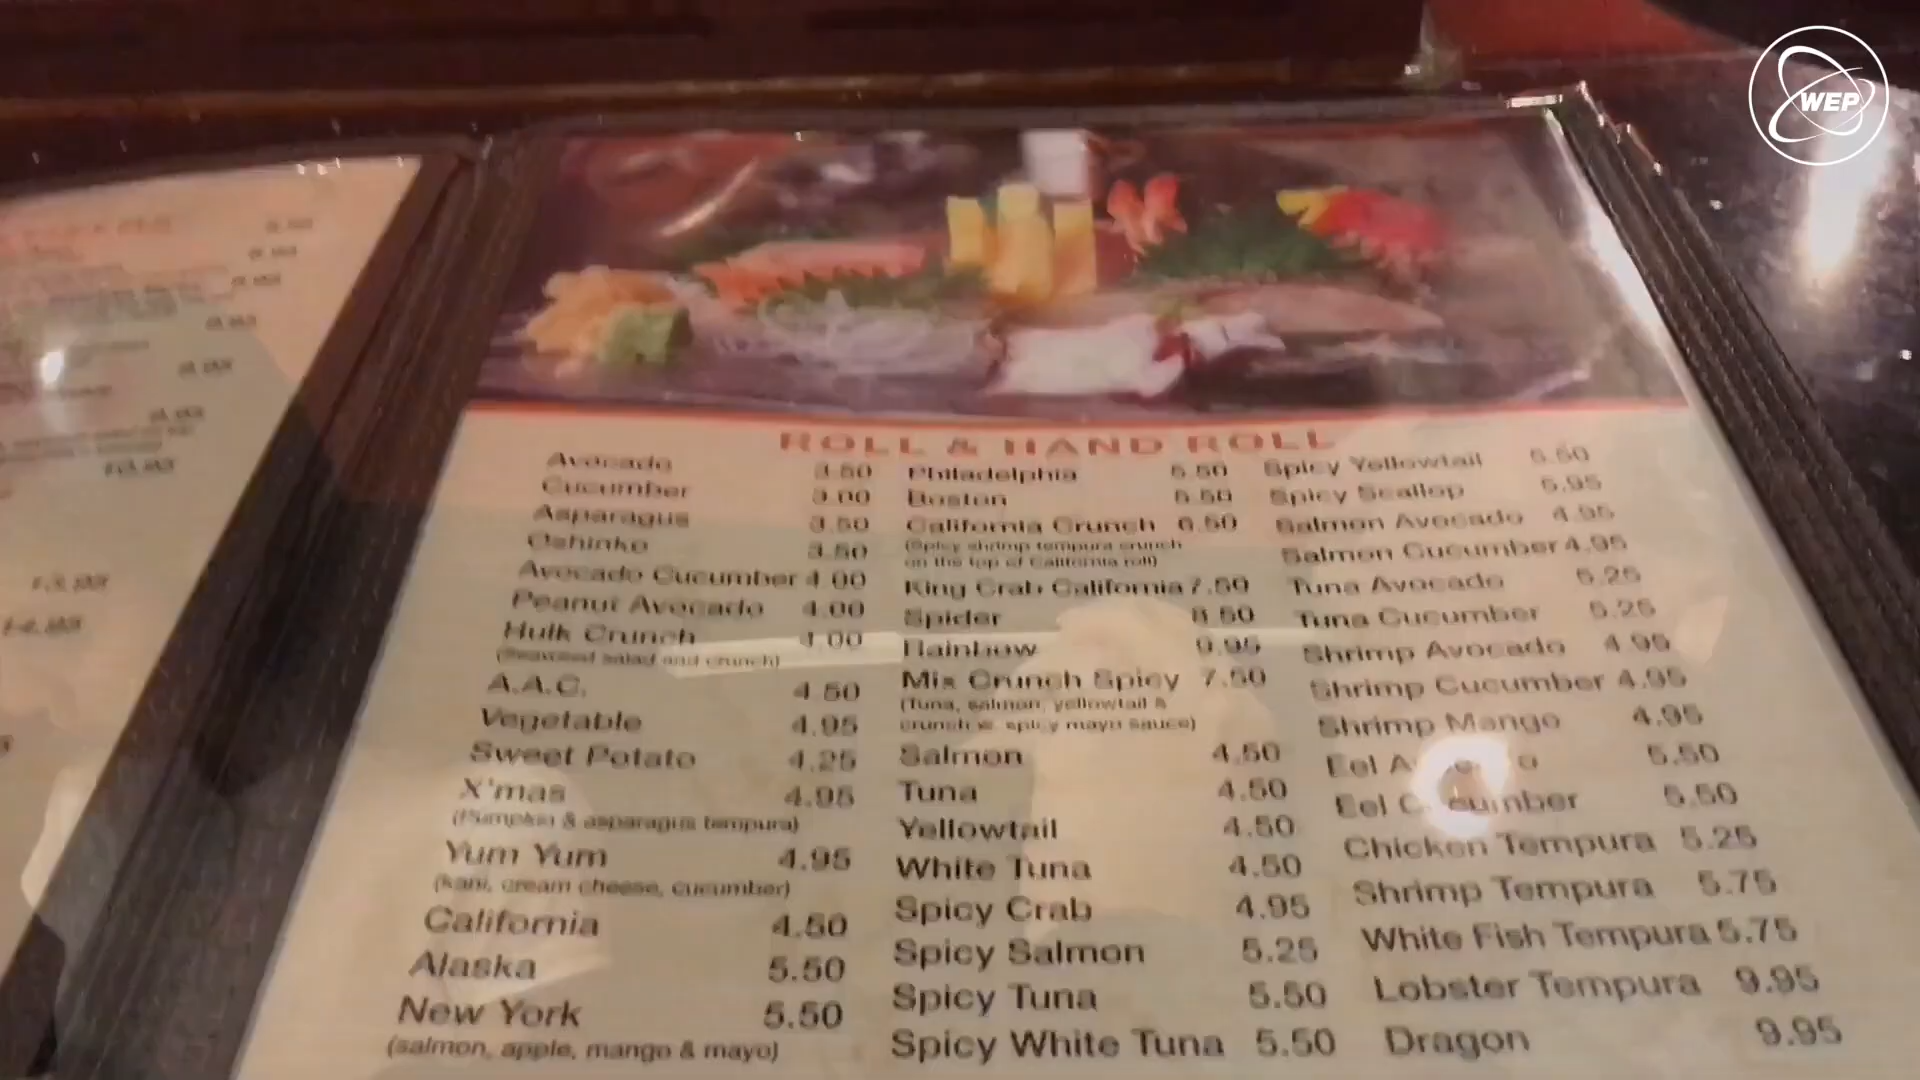 WEP
ROLL & HAND ROLL
Avocado 3.50
Cucumber 3.00
Asparagus 3.50
Oshinko 3.50
Avocado Cucumber 4.00
Peanut Avocado 4.00
Hulk Crunch 4.00
(Seaweed salad and crunch)
A.A.C. 4.50
Vegetable 4.95
Sweet Potato 4.25
X'mas 4.95
(Pumpkin & asparagus tempura)
Yum Yum 4.95
(kani, cream cheese, cucumber)
California 4.50
Alaska 5.50
New York 5.50
(salmon, apple, mango & mayo)
Philadelphia 5.50
Boston 5.50
California Crunch 6.50
(Spicy shrimp tempura crunch
on the top of California roll)
King Crab California 7.50
Spider 8.50
Rainbow 9.95
Mix Crunch Spicy 7.50
(Tuna, salmon, yellowtail &
crunch w. spicy mayo sauce)
Salmon 4.50
Tuna 4.50
Yellowtail 4.50
White Tuna 4.50
Spicy Crab 4.95
Spicy Salmon 5.25
Spicy Tuna 5.50
Spicy White Tuna 5.50
Spicy Yellowtail 5.50
Spicy Scallop 5.95
Salmon Avocado 4.95
Salmon Cucumber 4.95
Tuna Avocado 5.25
Tuna Cucumber 5.25
Shrimp Avocado 4.95
Shrimp Cucumber 4.95
Shrimp Mango 4.95
Eel 5.50
Eel Cucumber 5.50
Chicken Tempura 5.25
Shrimp Tempura 5.75
White Fish Tempura 5.75
Lobster Tempura 9.95
Dragon 9.95